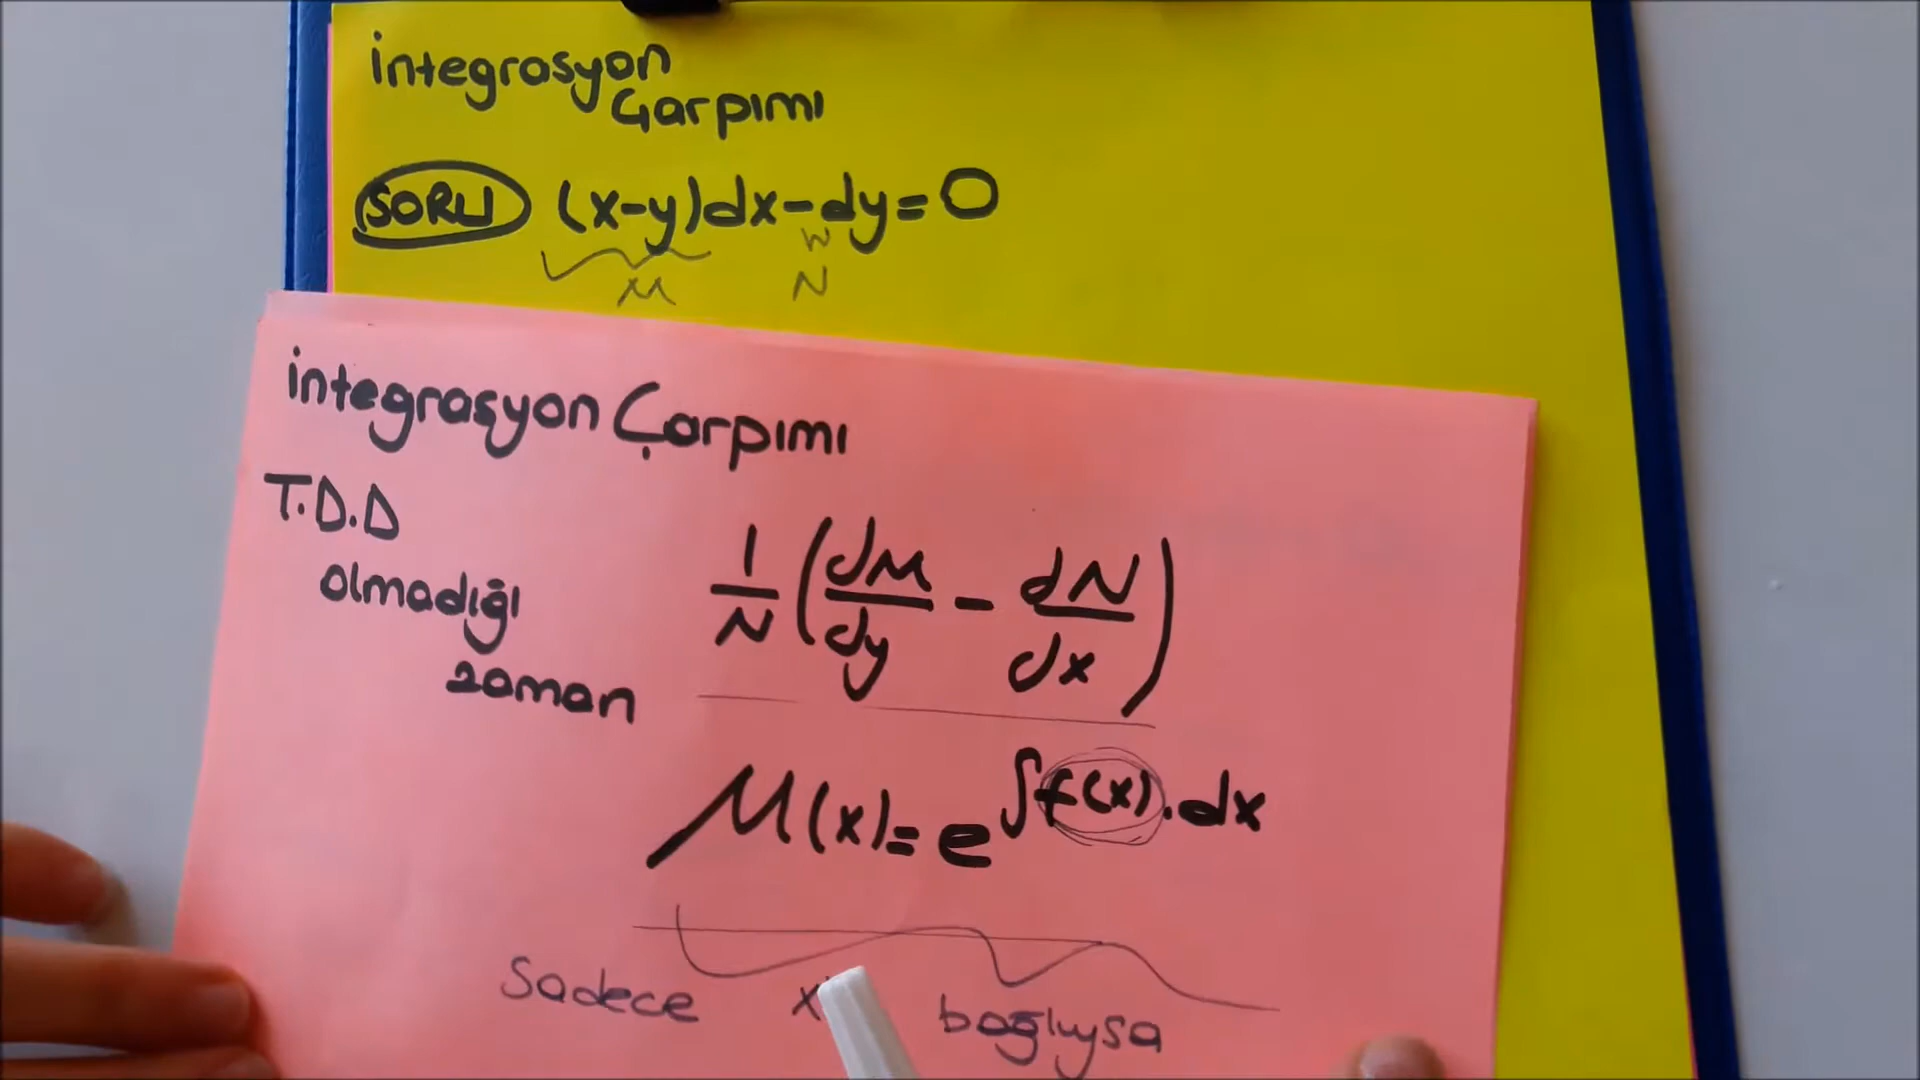 integrasyon
Çarpımı
SORU (x-y)dx-dy=0
M N
integrasyon Çarpımı
T.D.D
olmadığı
zaman
1/N (dM/dy - dN/dx)
M(x)=e^∫f(x).dx
Sadece x' bağlıysa